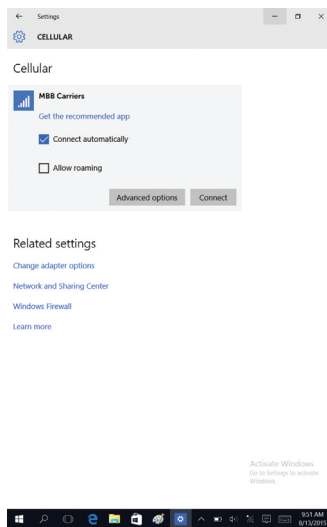 Settings
CELLULAR
Cellular
MBB Carriers
Get the recommended app
Connect automatically
Allow roaming
Advanced options
Connect
Related settings
Change adapter options
Network and Sharing Center
Windows Firewall
Learn more
Activate Windows
Go to Settings to activate
Windows.
9:51 AM
8/13/2015